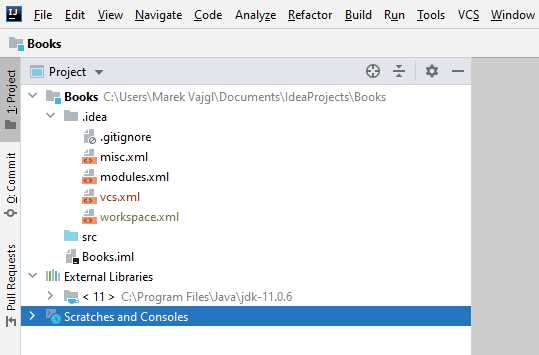 IJ File Edit View Navigate Code Analyze Refactor Build Run Tools VCS Window
Books
Project
1: Project
Books C:\Users\Marek Vajgl\Documents\IdeaProjects\Books
.idea
.gitignore
misc.xml
modules.xml
0: Commit
vcs.xml
workspace.xml
src
Pull Requests
Books.iml
External Libraries
< 11 > C:\Program Files\Java\jdk-11.0.6
Scratches and Consoles